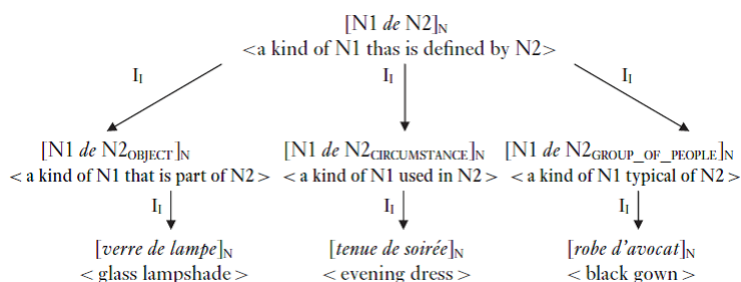 [N1 de N2]N
<a kind of N1 thas is defined by N2>
II II II
[N1 de N2OBJECT]N [N1 de N2CIRCUMSTANCE]N [N1 de N2GROUP_OF_PEOPLE]N
< a kind of N1 that is part of N2 > < a kind of N1 used in N2 > < a kind of N1 typical of N2 >
II II II
[verre de lampe]N [tenue de soirée]N [robe d'avocat]N
< glass lampshade > < evening dress > < black gown >